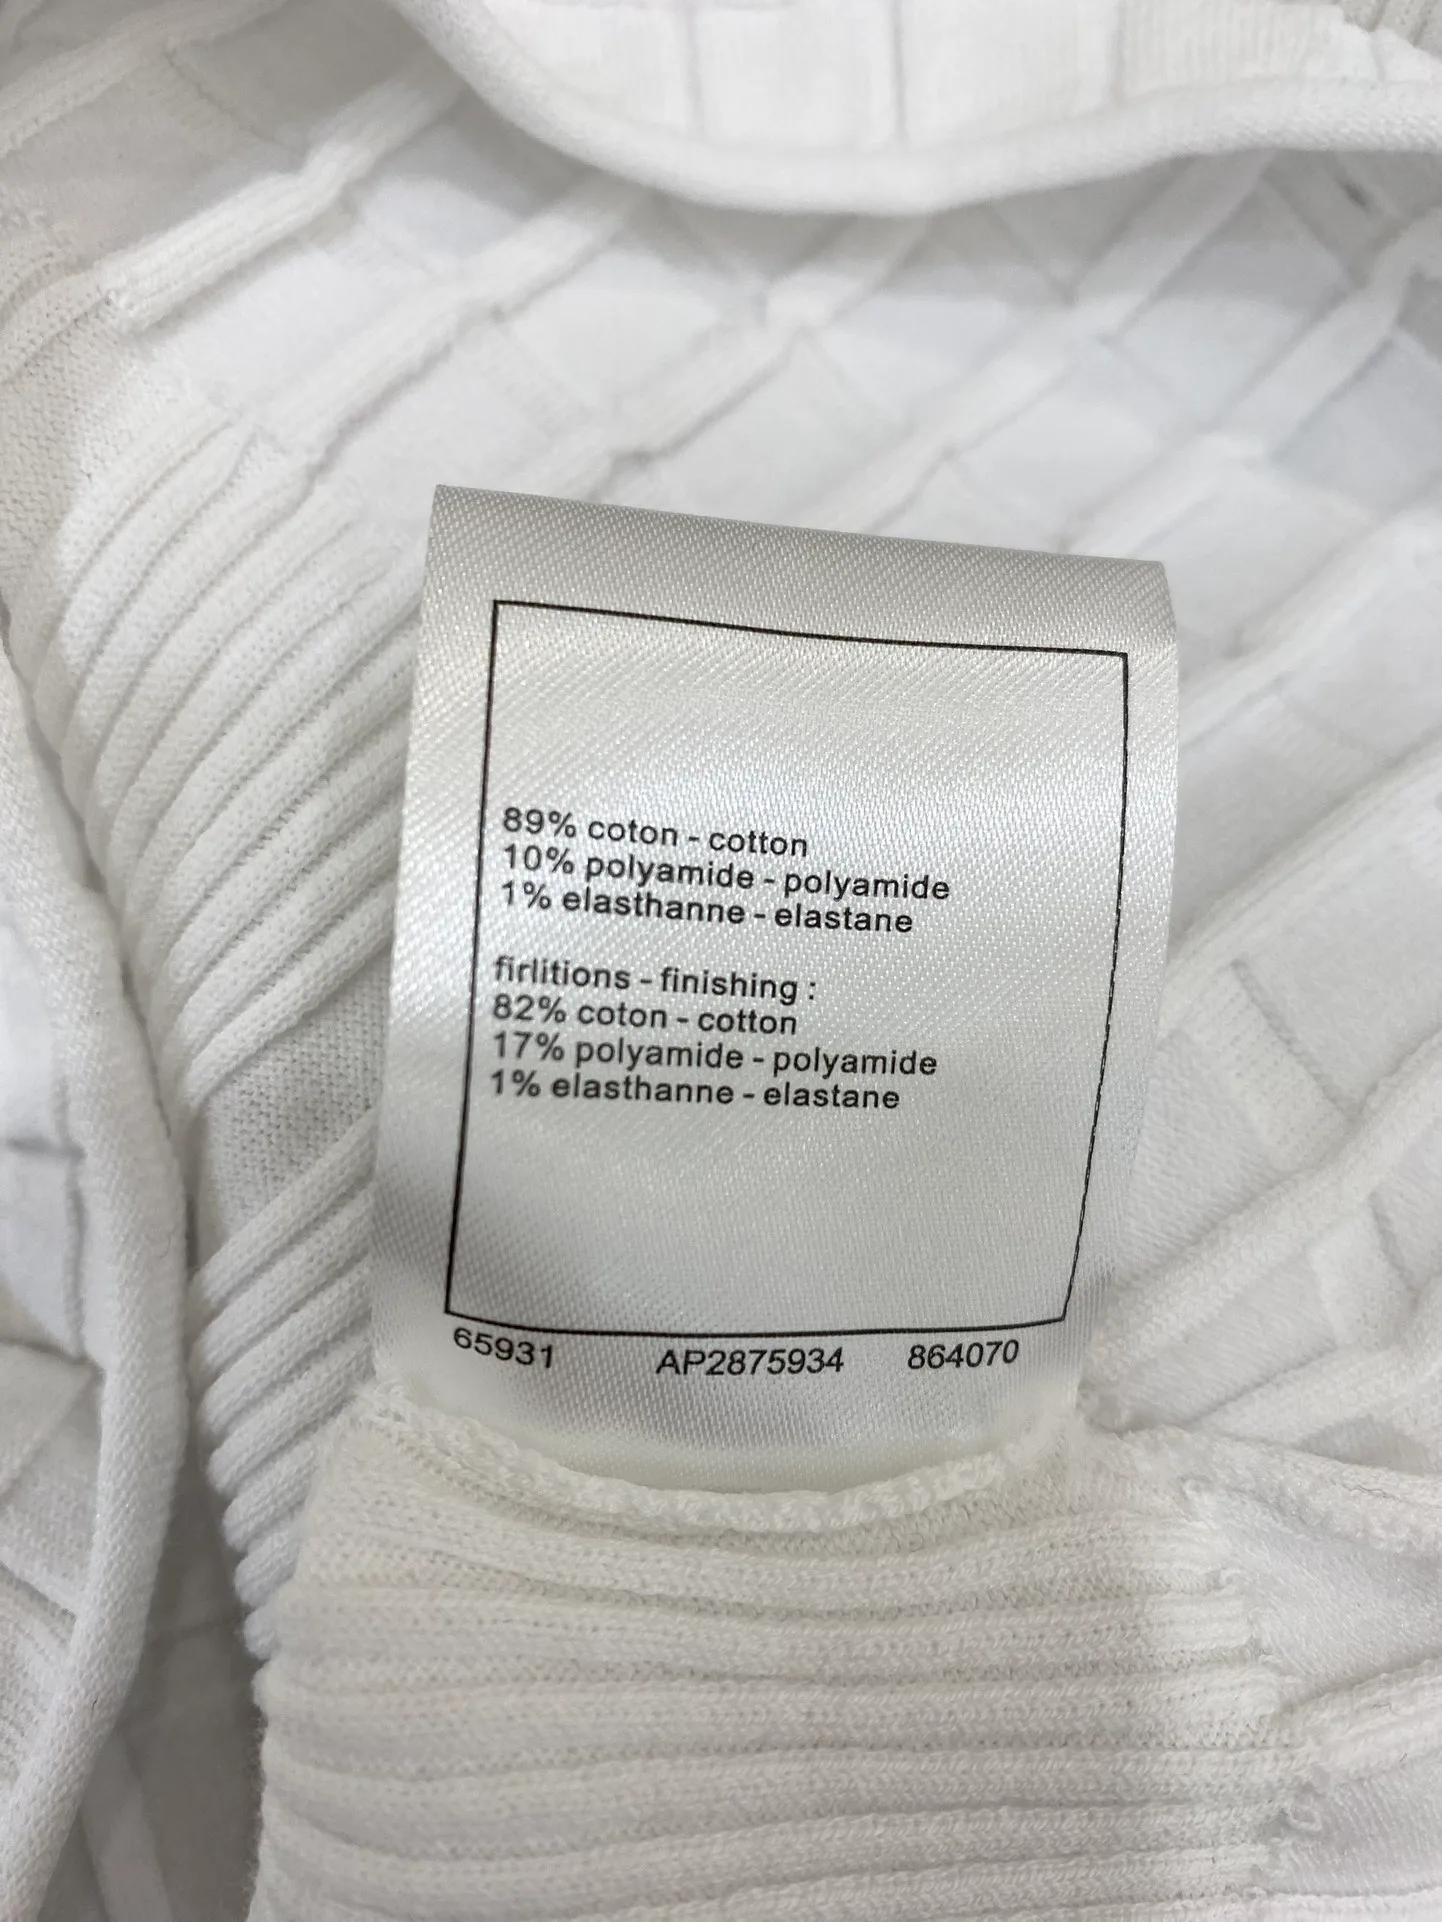 89% coton - cotton
10% polyamide - polyamide
1% elasthanne - elastane
firlitions - finishing :
82% coton - cotton
17% polyamide - polyamide
1% elasthanne - elastane
65931 AP2875934 864070